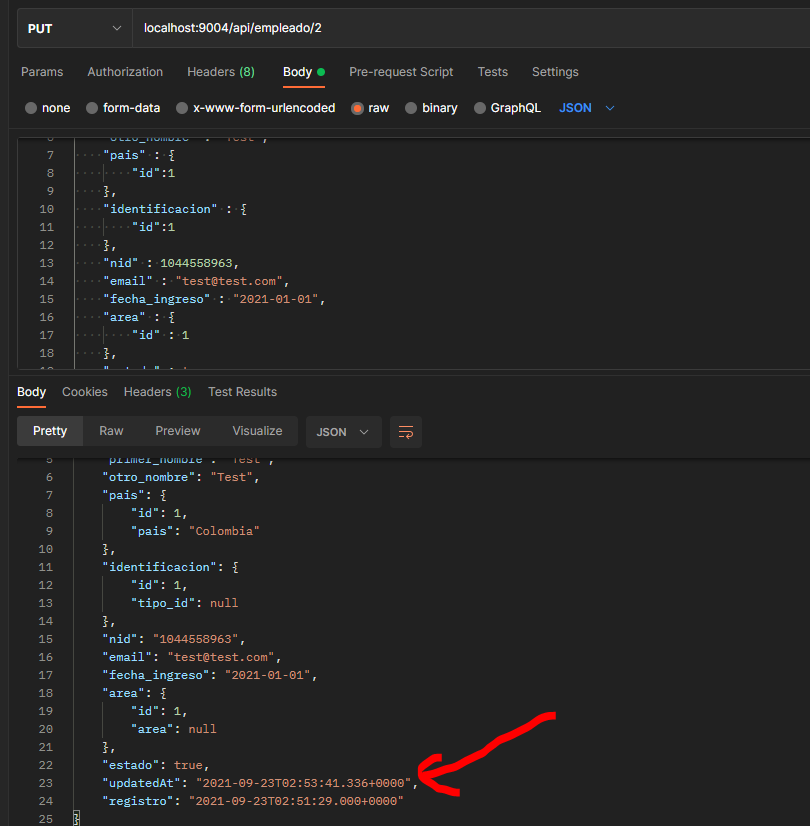 PUT localhost:9004/api/empleado/2
Params Authorization Headers (8) Body Pre-request Script Tests Settings
none form-data x-www-form-urlencoded raw binary GraphQL JSON
6 "otro_nombre" : "Test",
7 "pais" : {
8 "id":1
9 },
10 "identificacion" : {
11 "id":1
12 },
13 "nid" : 1044558963,
14 "email" : "test@test.com",
15 "fecha_ingreso" : "2021-01-01",
16 "area" : {
17 "id" : 1
18 },
Body Cookies Headers (3) Test Results
Pretty Raw Preview Visualize JSON
5 "primer_nombre": "Test",
6 "otro_nombre": "Test",
7 "pais": {
8 "id": 1,
9 "pais": "Colombia"
10 },
11 "identificacion": {
12 "id": 1,
13 "tipo_id": null
14 },
15 "nid": "1044558963",
16 "email": "test@test.com",
17 "fecha_ingreso": "2021-01-01",
18 "area": {
19 "id": 1,
20 "area": null
21 },
22 "estado": true,
23 "updatedAt": "2021-09-23T02:53:41.336+0000",
24 "registro": "2021-09-23T02:51:29.000+0000"
25 }